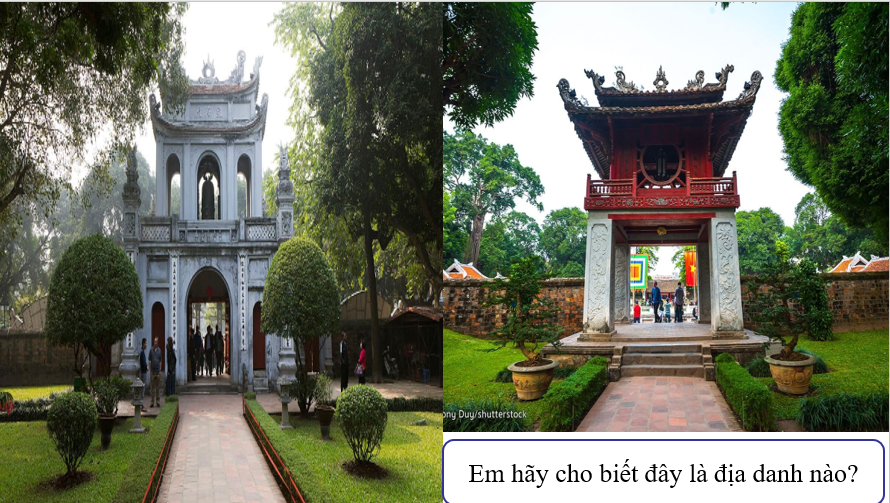 ony Duy/shutterstock
Em hãy cho biết đây là địa danh nào?